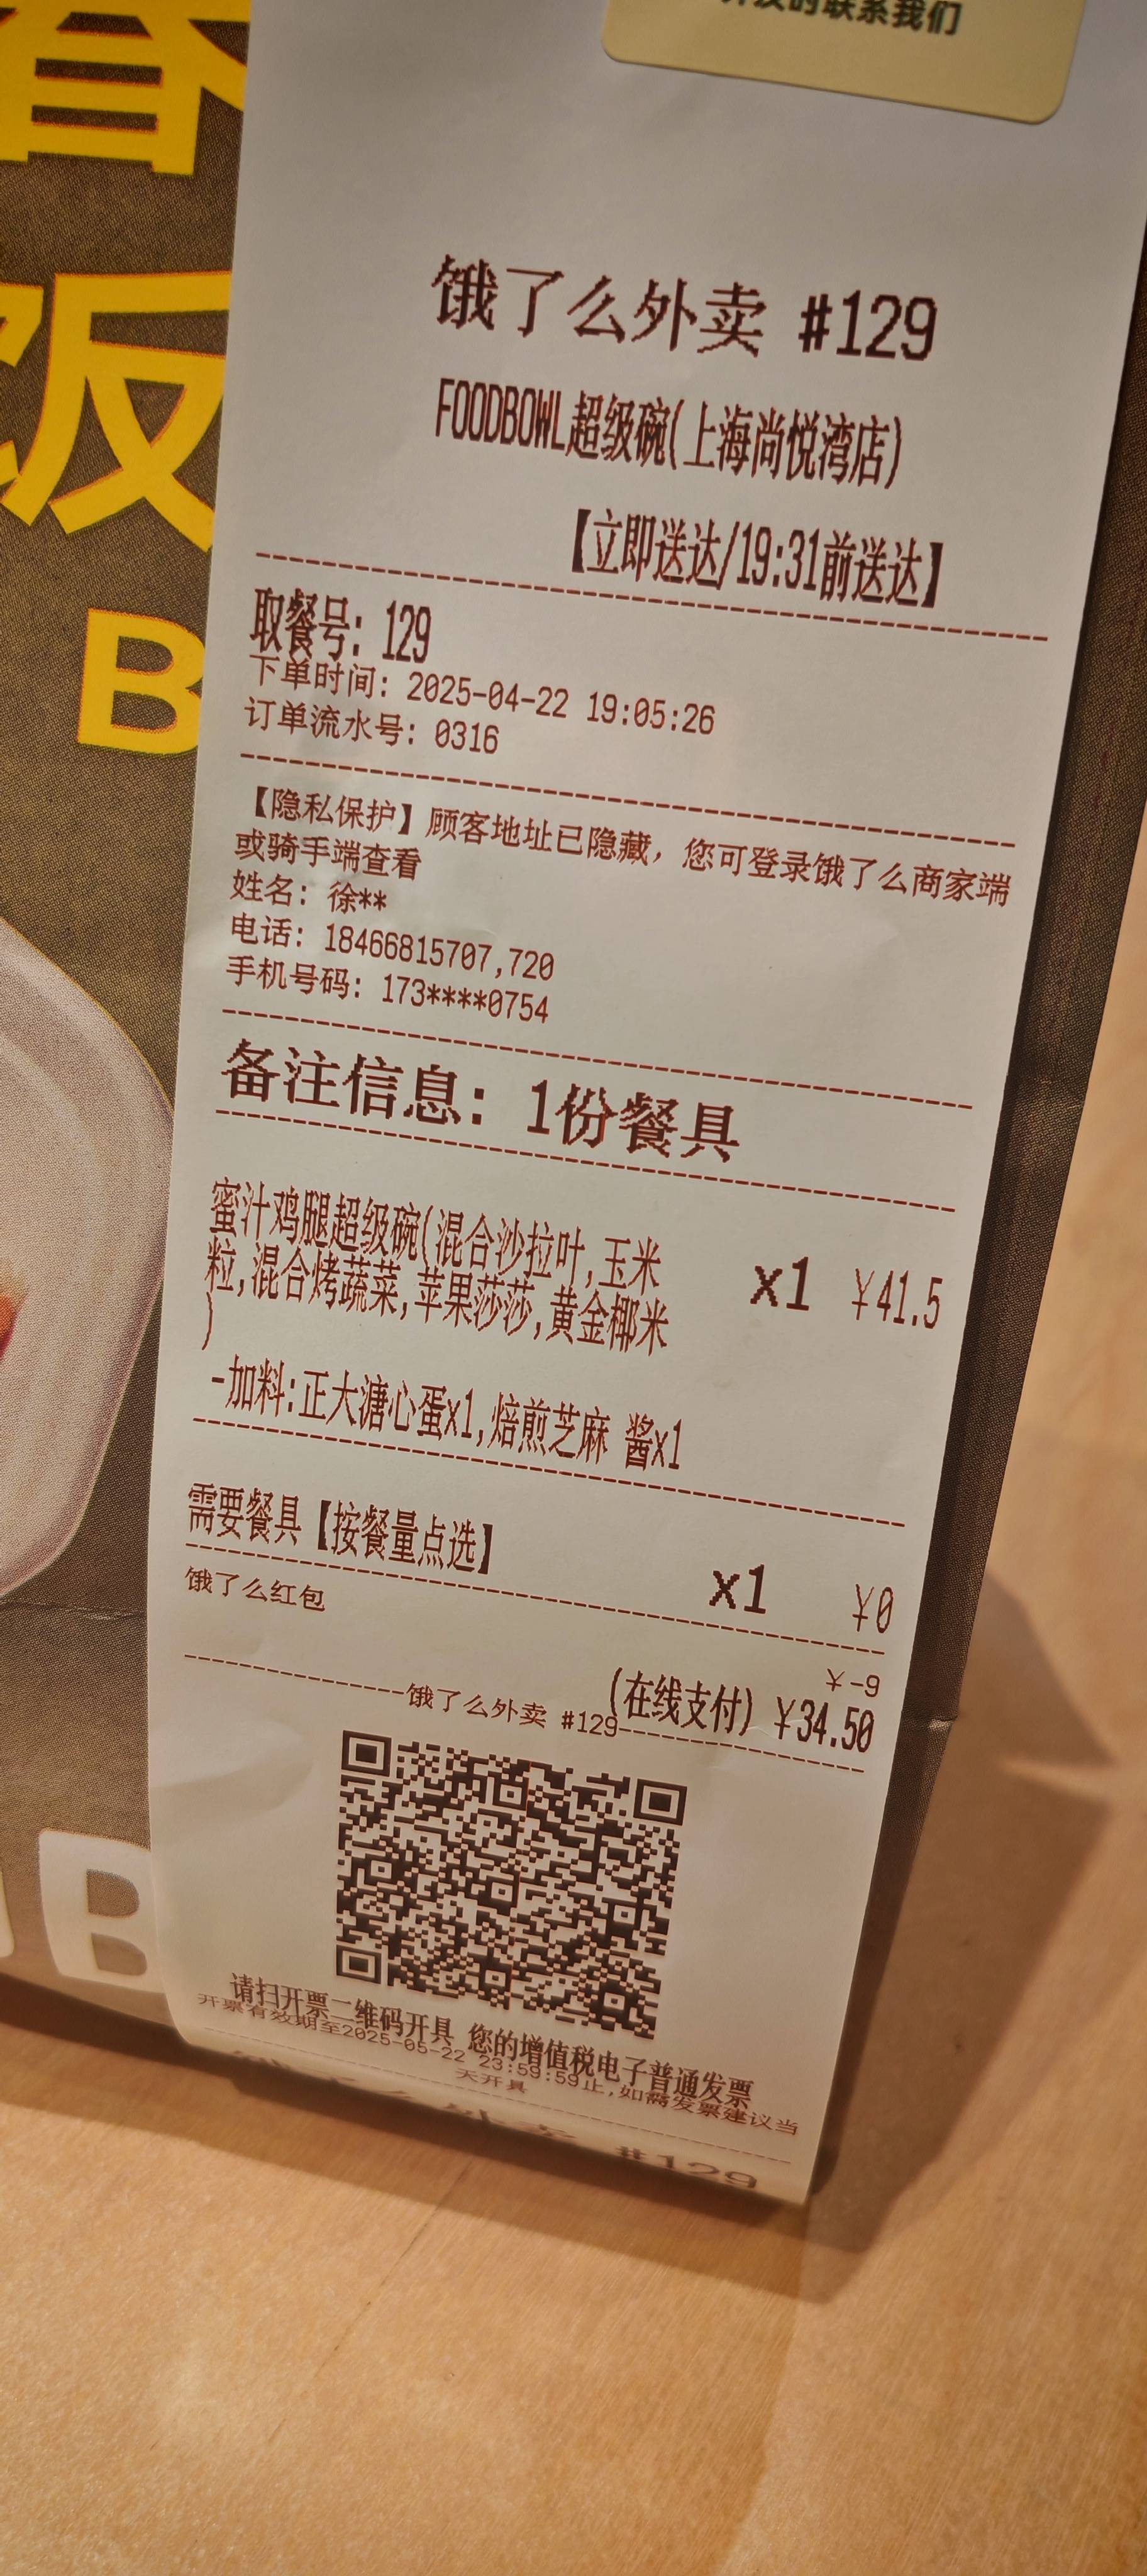 的联系我们
饿了么外卖 #129
FOODBOWL超级碗(上海尚悦湾店)
【立即送达/19:31前送达】
取餐号: 129
下单时间: 2025-04-22 19:05:26
订单流水号: 0316
【隐私保护】顾客地址已隐藏，您可登录饿了么商家端
或骑手端查看
姓名: 徐**
电话: 18466815707,720
手机号码: 173****0754
备注信息: 1份餐具
蜜汁鸡腿超级碗(混合沙拉叶,玉米
粒,混合烤蔬菜,苹果莎莎,黄金椰米
) x1 ￥41.5
-加料:正大溏心蛋x1,焙煎芝麻 酱x1
需要餐具【按餐量点选】 x1 ￥0
饿了么红包 ￥-9
(在线支付) ￥34.50
饿了么外卖 #129
请扫开票二维码开具 您的增值税电子普通发票
开票有效期至2025-05-22 23:59:59止,如需发票建议当
天开具
#129
B
B